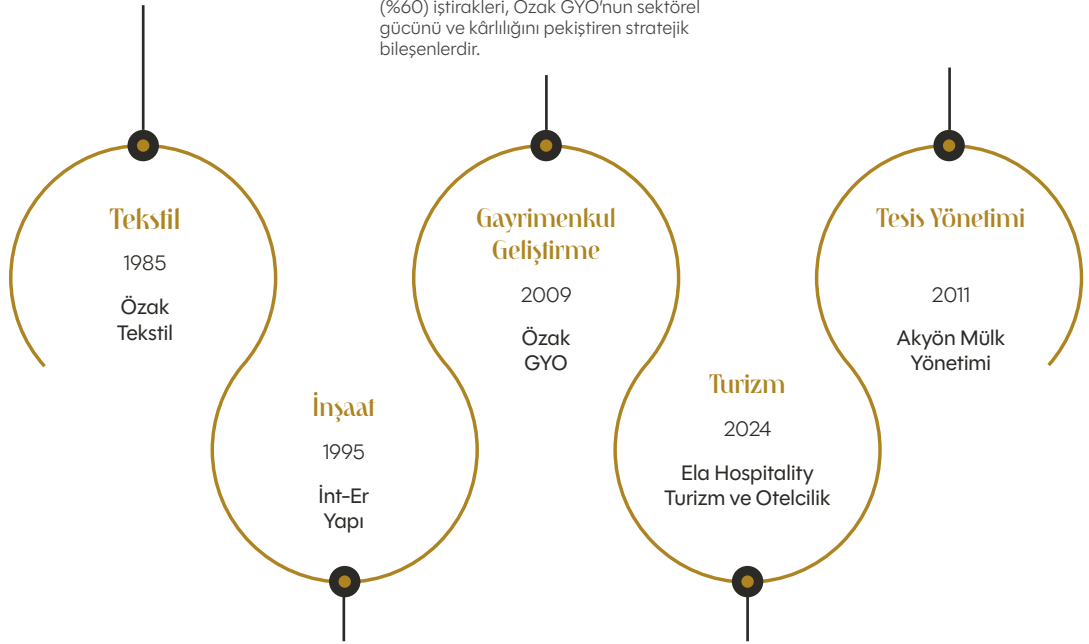 (%60) iştirakleri, Özak GYO'nun sektörel
gücünü ve kârlılığını pekiştiren stratejik
bileşenlerdir.
Tekstil
1985
Özak
Tekstil
İnşaat
1995
İnt-Er
Yapı
Gayrimenkul
Geliştirme
2009
Özak
GYO
Turizm
2024
Ela Hospitality
Turizm ve Otelcilik
Tesis Yönetimi
2011
Akyön Mülk
Yönetimi